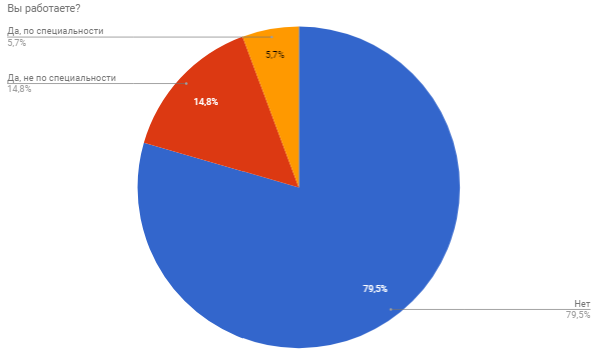 Вы работаете?
Да, по специальности
5,7%
5,7%
Да, не по специальности
14,8%
14,8%
79,5%
Нет
79,5%